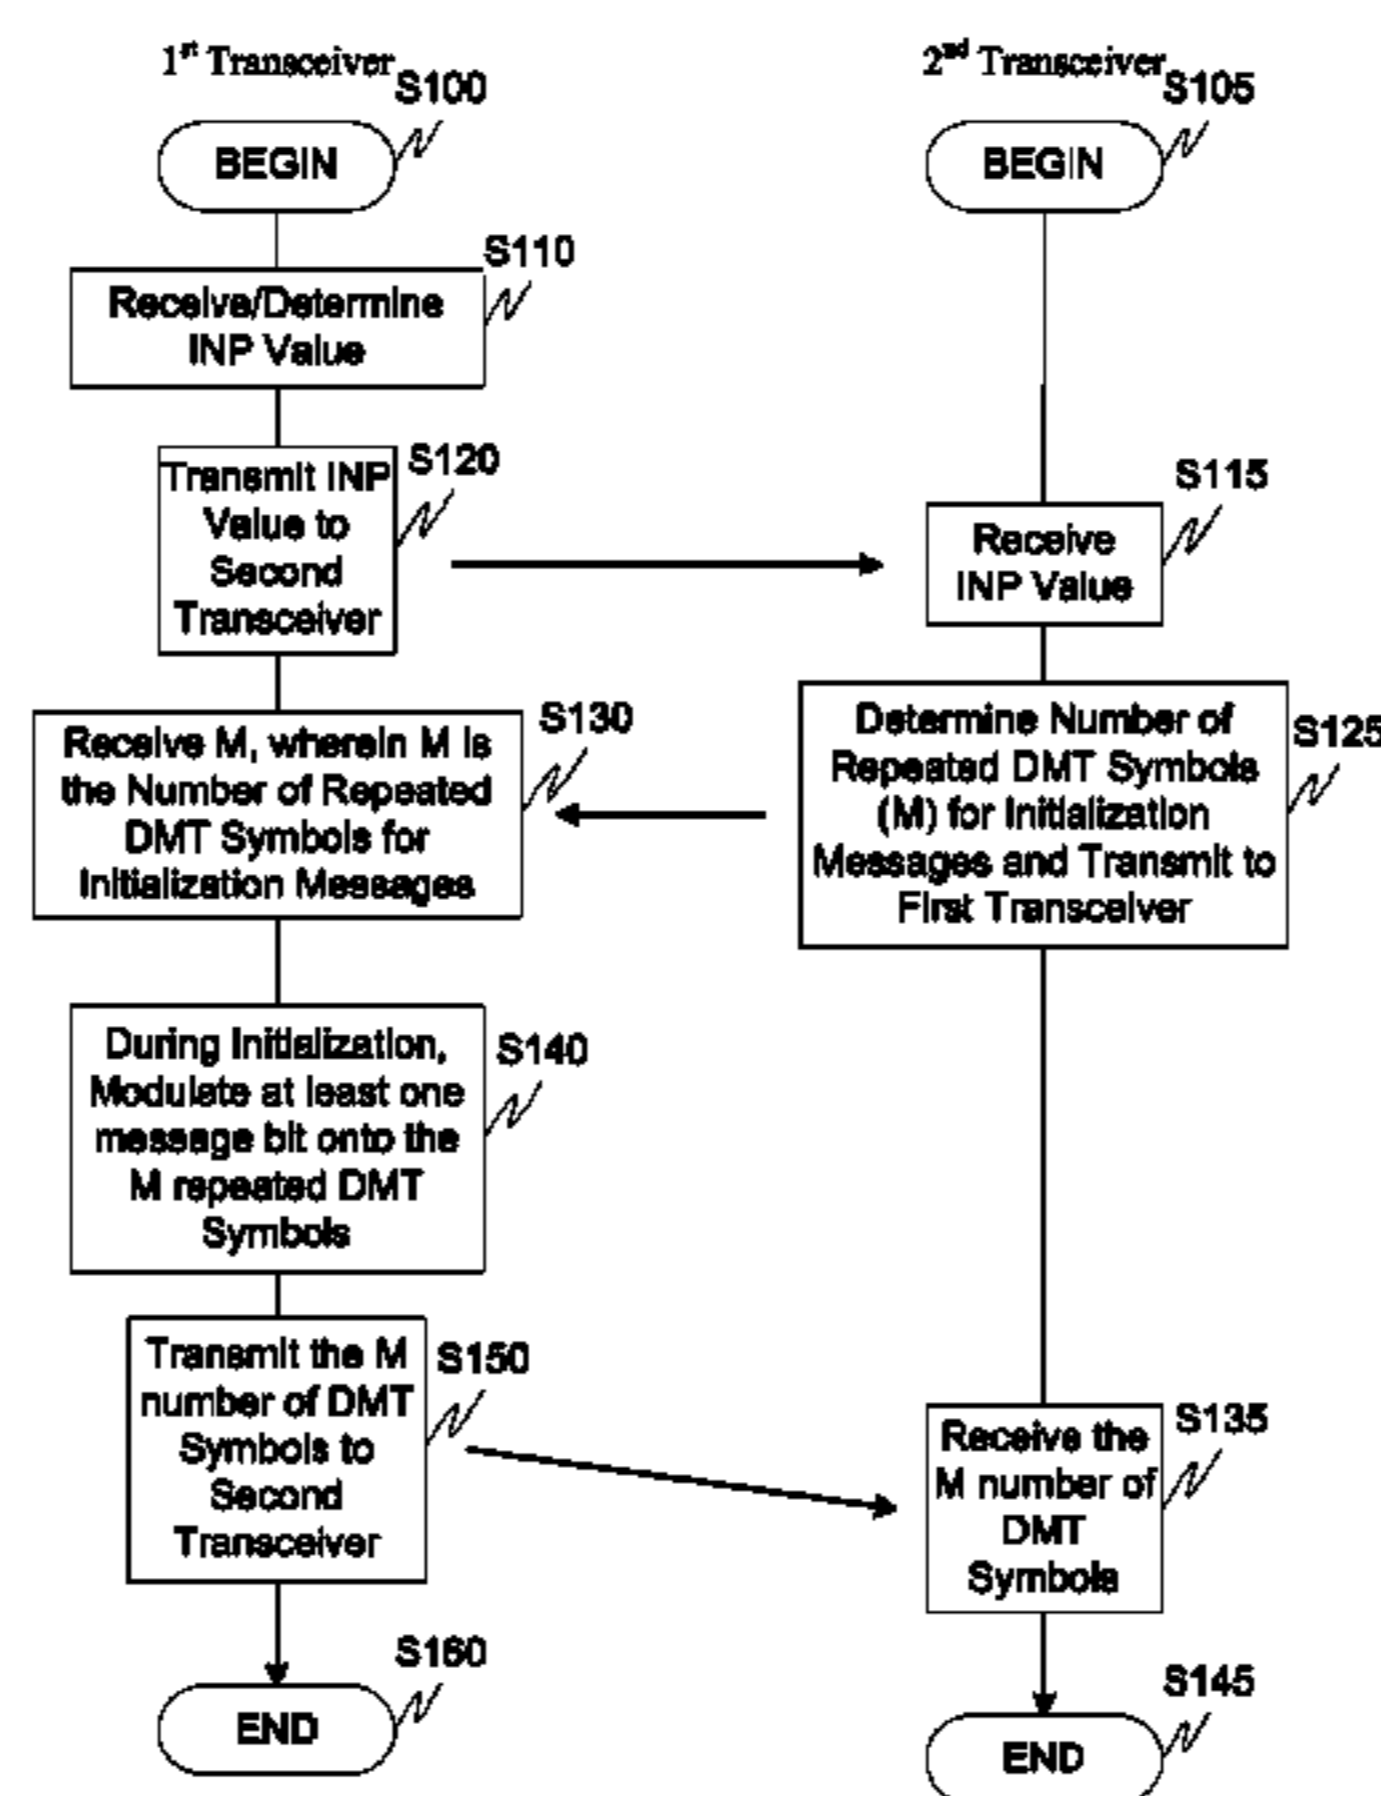 1st Transceiver
S100
BEGIN
S110
Receive/Determine
INP Value
S120
Transmit INP
Value to
Second
Transceiver
S130
Receive M, wherein M is
the Number of Repeated
DMT Symbols for
Initialization Messages
S140
During Initialization,
Modulate at least one
message bit onto the
M repeated DMT
Symbols
S150
Transmit the M
number of DMT
Symbols to
Second
Transceiver
S160
END
2nd Transceiver
S105
BEGIN
S115
Receive
INP Value
S125
Determine Number of
Repeated DMT Symbols
(M) for Initialization
Messages and Transmit to
First Transceiver
S135
Receive the
M number of
DMT
Symbols
S145
END